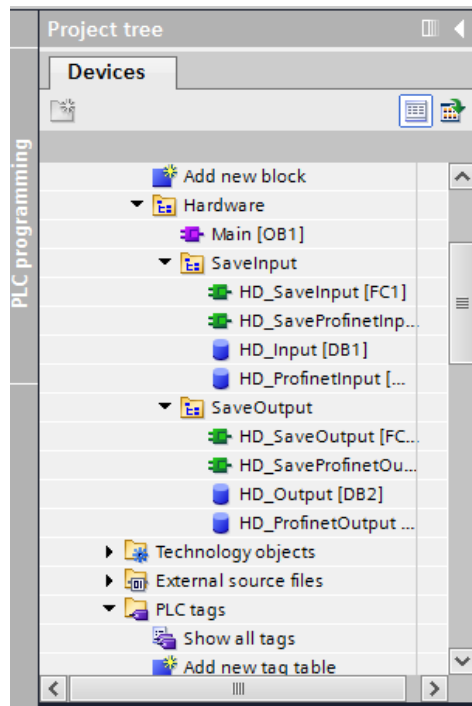 Project tree
Devices
PLC programming
Add new block
Hardware
Main [OB1]
SaveInput
HD_SaveInput [FC1]
HD_SaveProfinetInp...
HD_Input [DB1]
HD_ProfinetInput [...
SaveOutput
HD_SaveOutput [FC...
HD_SaveProfinetOu...
HD_Output [DB2]
HD_ProfinetOutput ...
Technology objects
External source files
PLC tags
Show all tags
Add new tag table